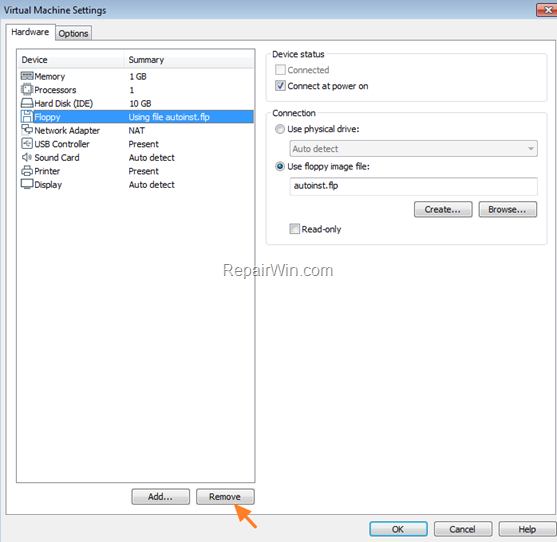 Virtual Machine Settings
Hardware Options
Device Summary
Memory 1 GB
Processors 1
Hard Disk (IDE) 10 GB
Floppy Using file autoinst.flp
Network Adapter NAT
USB Controller Present
Sound Card Auto detect
Printer Present
Display Auto detect
Add... Remove
Device status
Connected
Connect at power on
Connection
Use physical drive:
Auto detect
Use floppy image file:
autoinst.flp
Create... Browse...
Read-only
RepairWin.com
OK Cancel Help